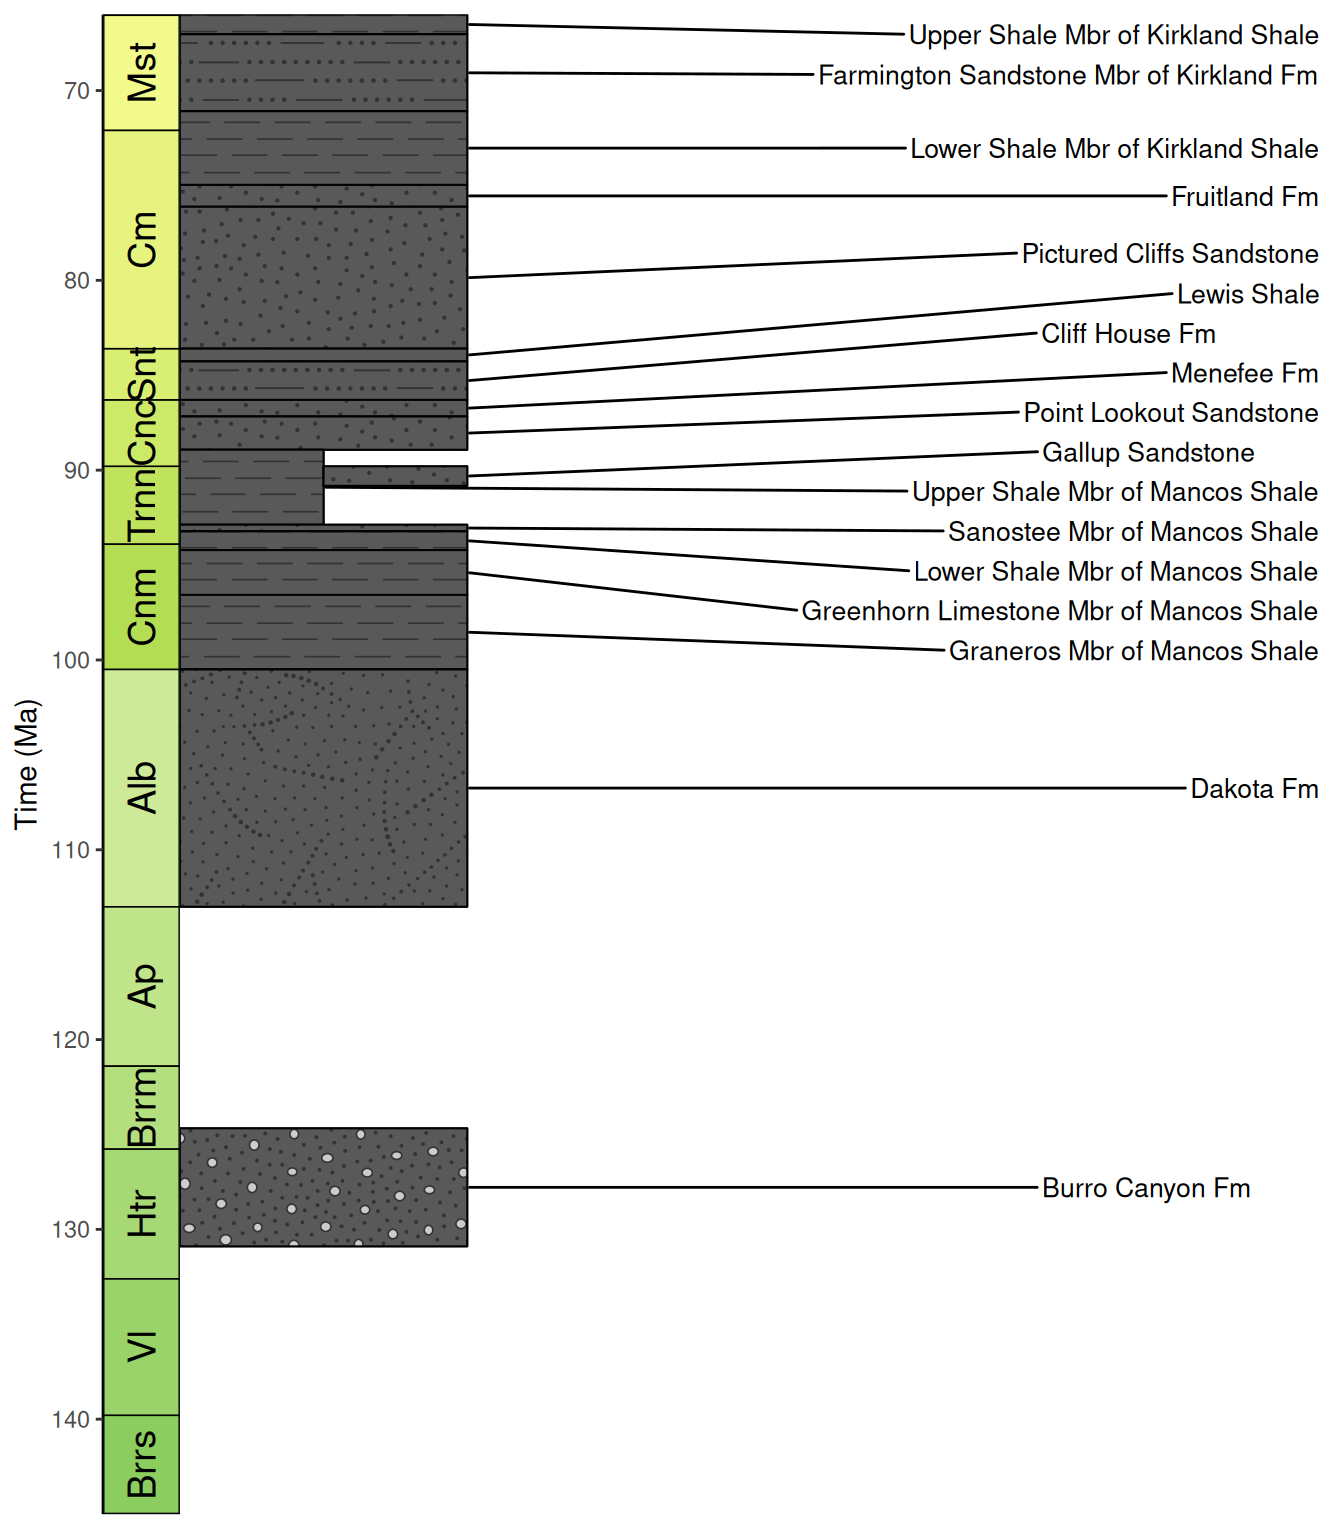 Time (Ma)
70
80
90
100
110
120
130
140
Mst
Cm
Snt
Cnc
Trnn
Cnm
Alb
Ap
Brrm
Htr
Vl
Brrs
Upper Shale Mbr of Kirkland Shale
Farmington Sandstone Mbr of Kirkland Fm
Lower Shale Mbr of Kirkland Shale
Fruitland Fm
Pictured Cliffs Sandstone
Lewis Shale
Cliff House Fm
Menefee Fm
Point Lookout Sandstone
Gallup Sandstone
Upper Shale Mbr of Mancos Shale
Sanostee Mbr of Mancos Shale
Lower Shale Mbr of Mancos Shale
Greenhorn Limestone Mbr of Mancos Shale
Graneros Mbr of Mancos Shale
Dakota Fm
Burro Canyon Fm